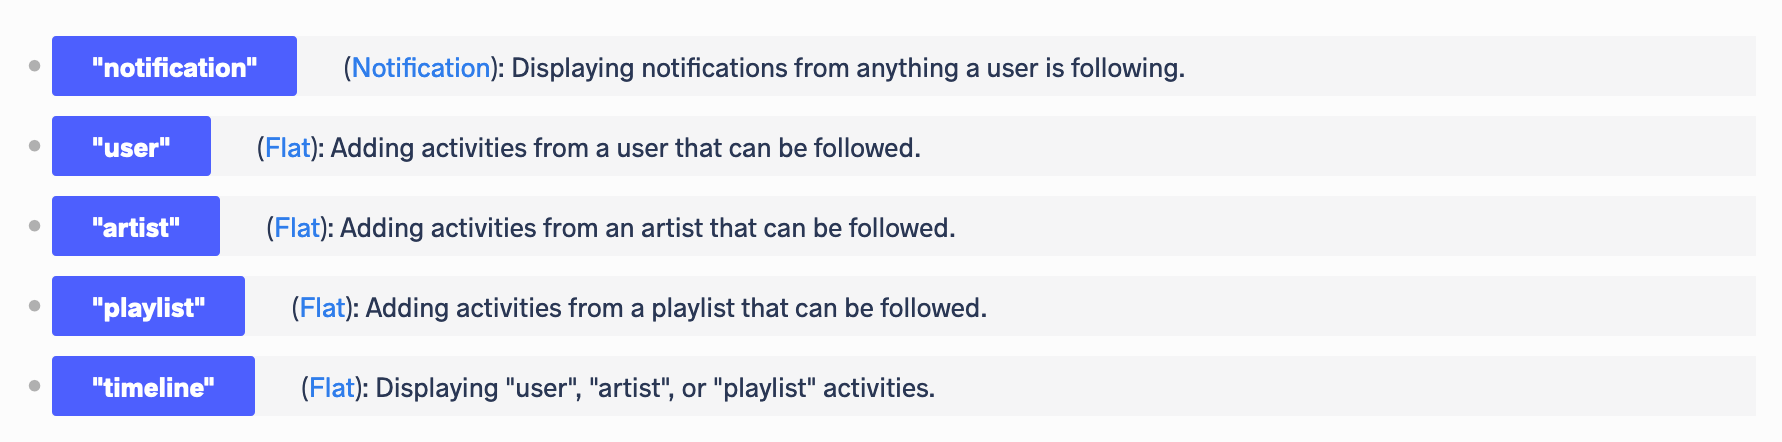 "notification" (Notification): Displaying notifications from anything a user is following.
"user" (Flat): Adding activities from a user that can be followed.
"artist" (Flat): Adding activities from an artist that can be followed.
"playlist" (Flat): Adding activities from a playlist that can be followed.
"timeline" (Flat): Displaying "user", "artist", or "playlist" activities.